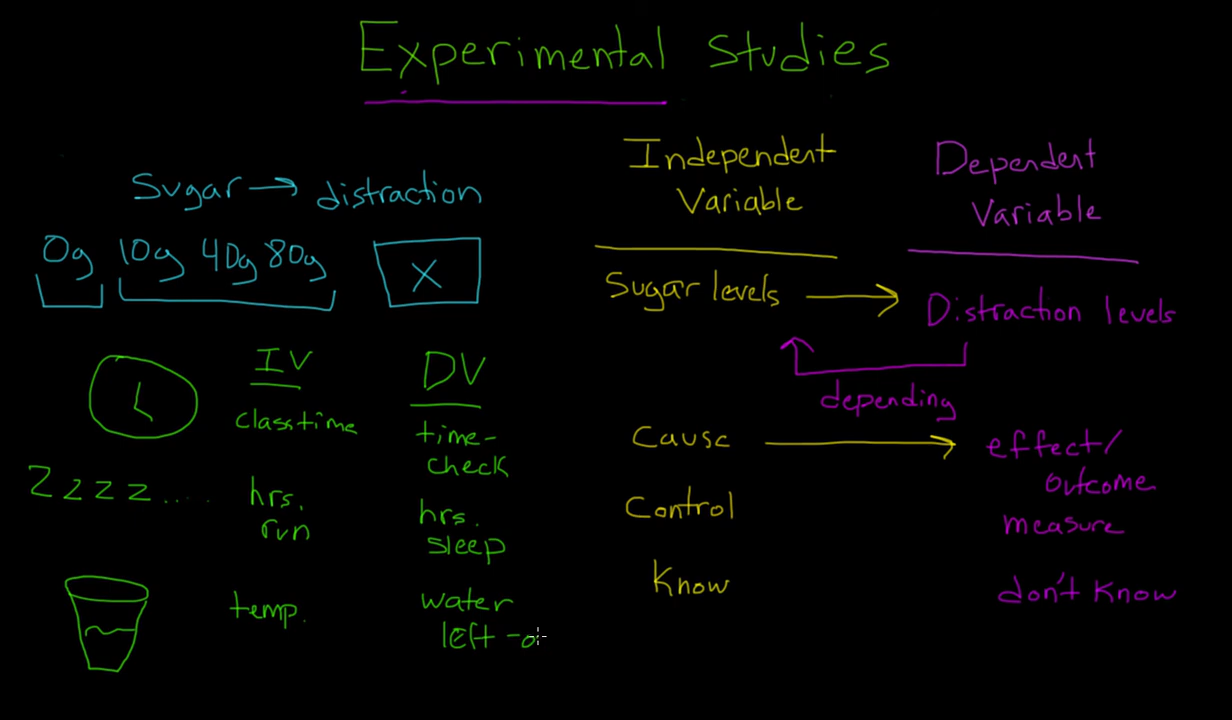 Experimental Studies
Sugar → distraction
0g 10g 40g 80g X
IV DV
classtime time-
check
Zzzz....
hrs. run
hrs. sleep
temp.
water
left -o
Independent
Variable
Sugar levels →
Cause →
Control
Know
Dependent
Variable
Distraction levels
depending
effect/
outcome
measure
don't know